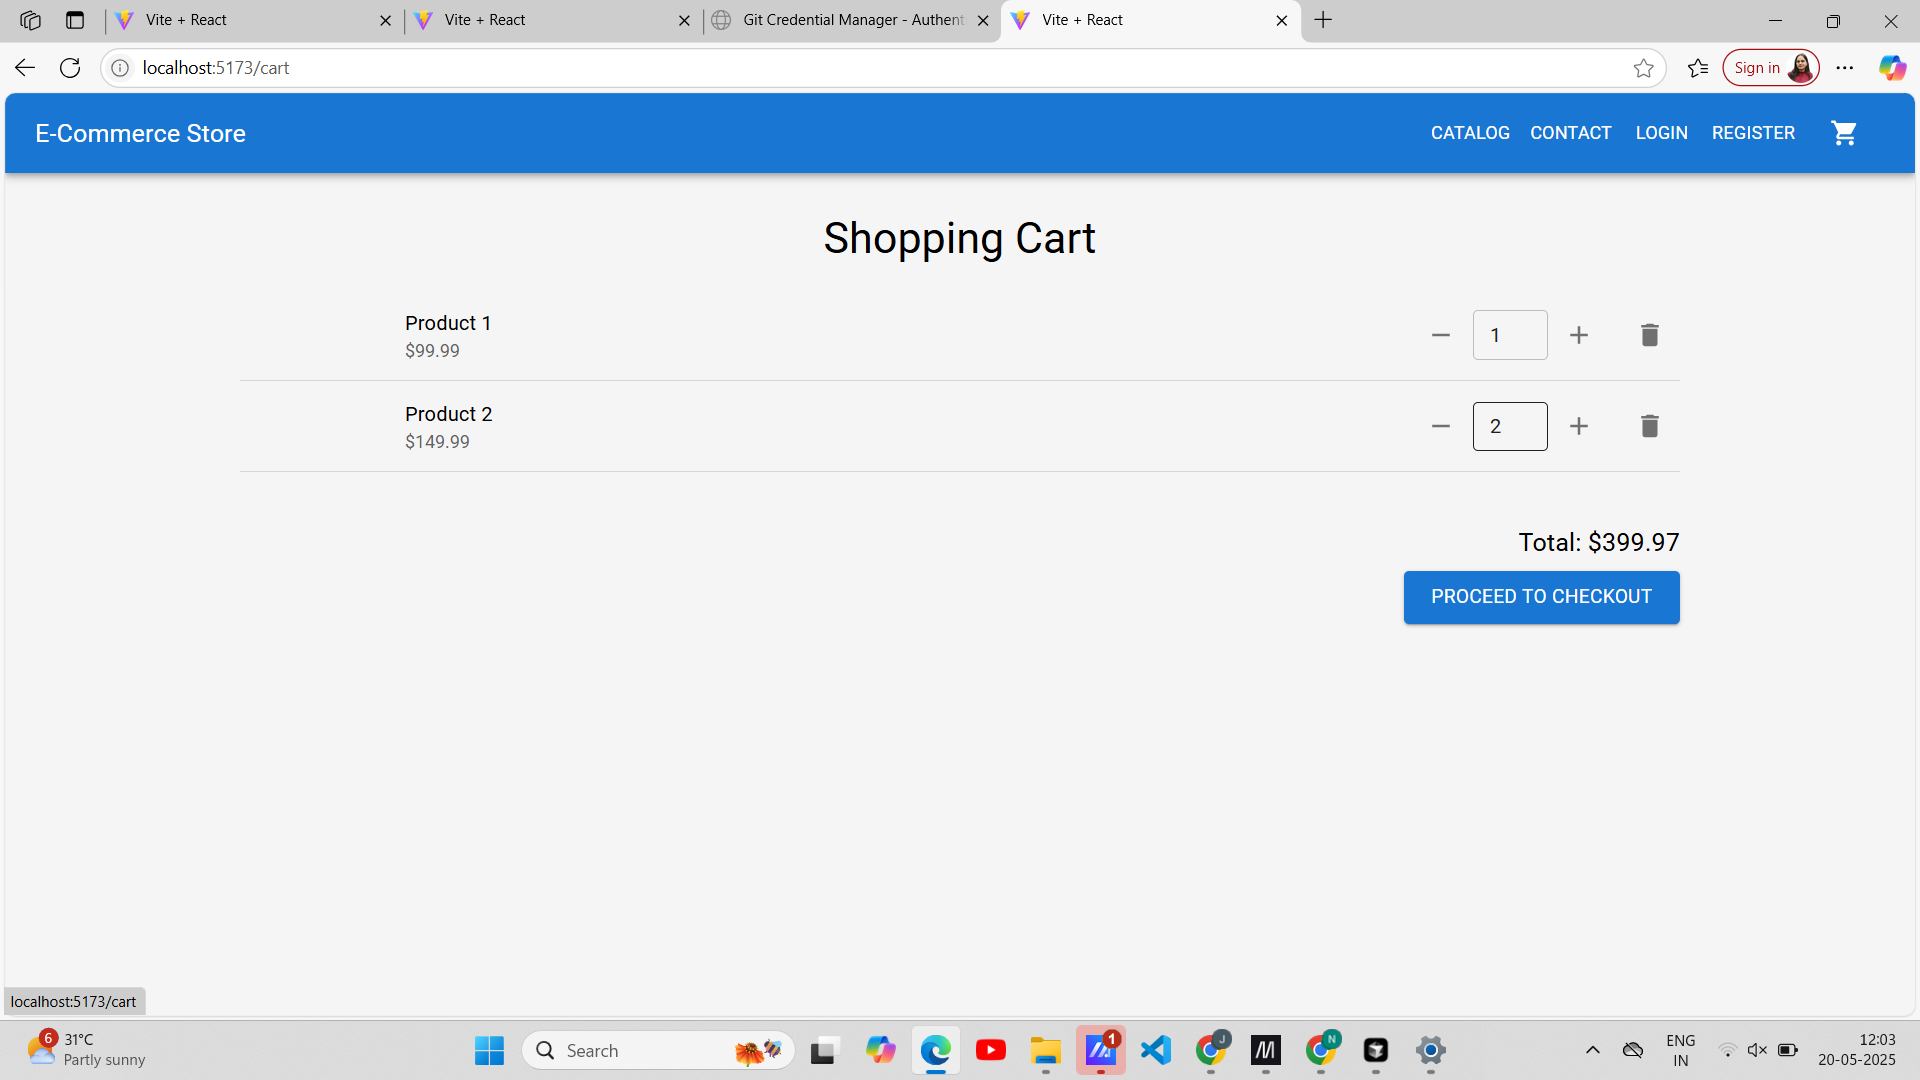 Vite + React
Vite + React
Git Credential Manager - Authent
Vite + React
localhost:5173/cart
Sign in
E-Commerce Store
CATALOG
CONTACT
LOGIN
REGISTER
Shopping Cart
Product 1
$99.99
1
Product 2
$149.99
2
Total: $399.97
PROCEED TO CHECKOUT
localhost:5173/cart
6
31°C
Partly sunny
Search
1
J
N
ENG
IN
12:03
20-05-2025